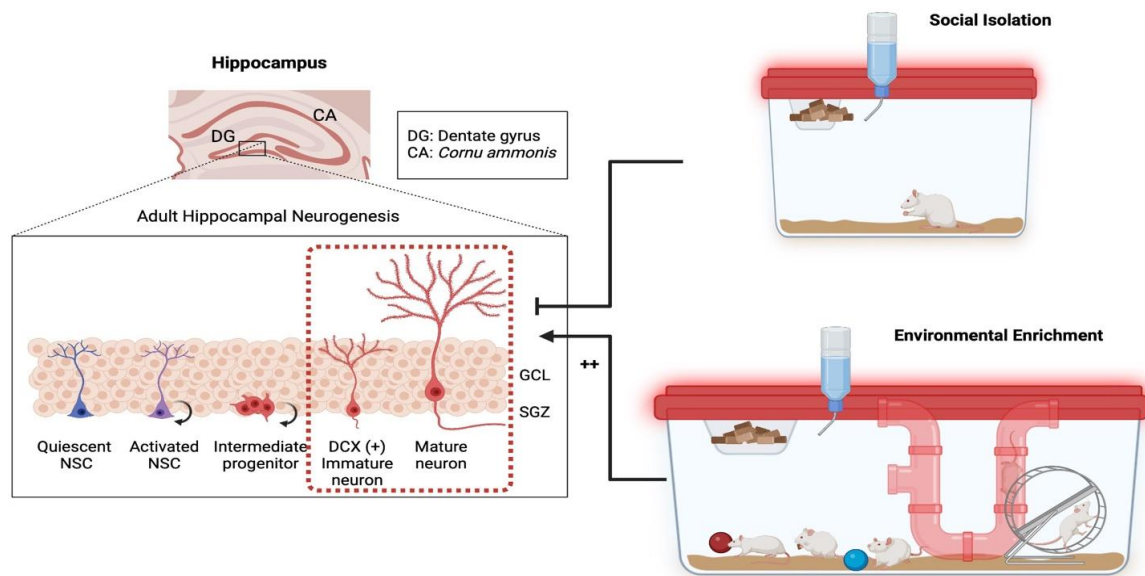 Social Isolation
Hippocampus
CA
DG
DG: Dentate gyrus
CA: Cornu ammonis
Adult Hippocampal Neurogenesis
GCL
SGZ
Quiescent
NSC
Activated
NSC
Intermediate
progenitor
DCX (+)
Immature
neuron
Mature
neuron
++
Environmental Enrichment